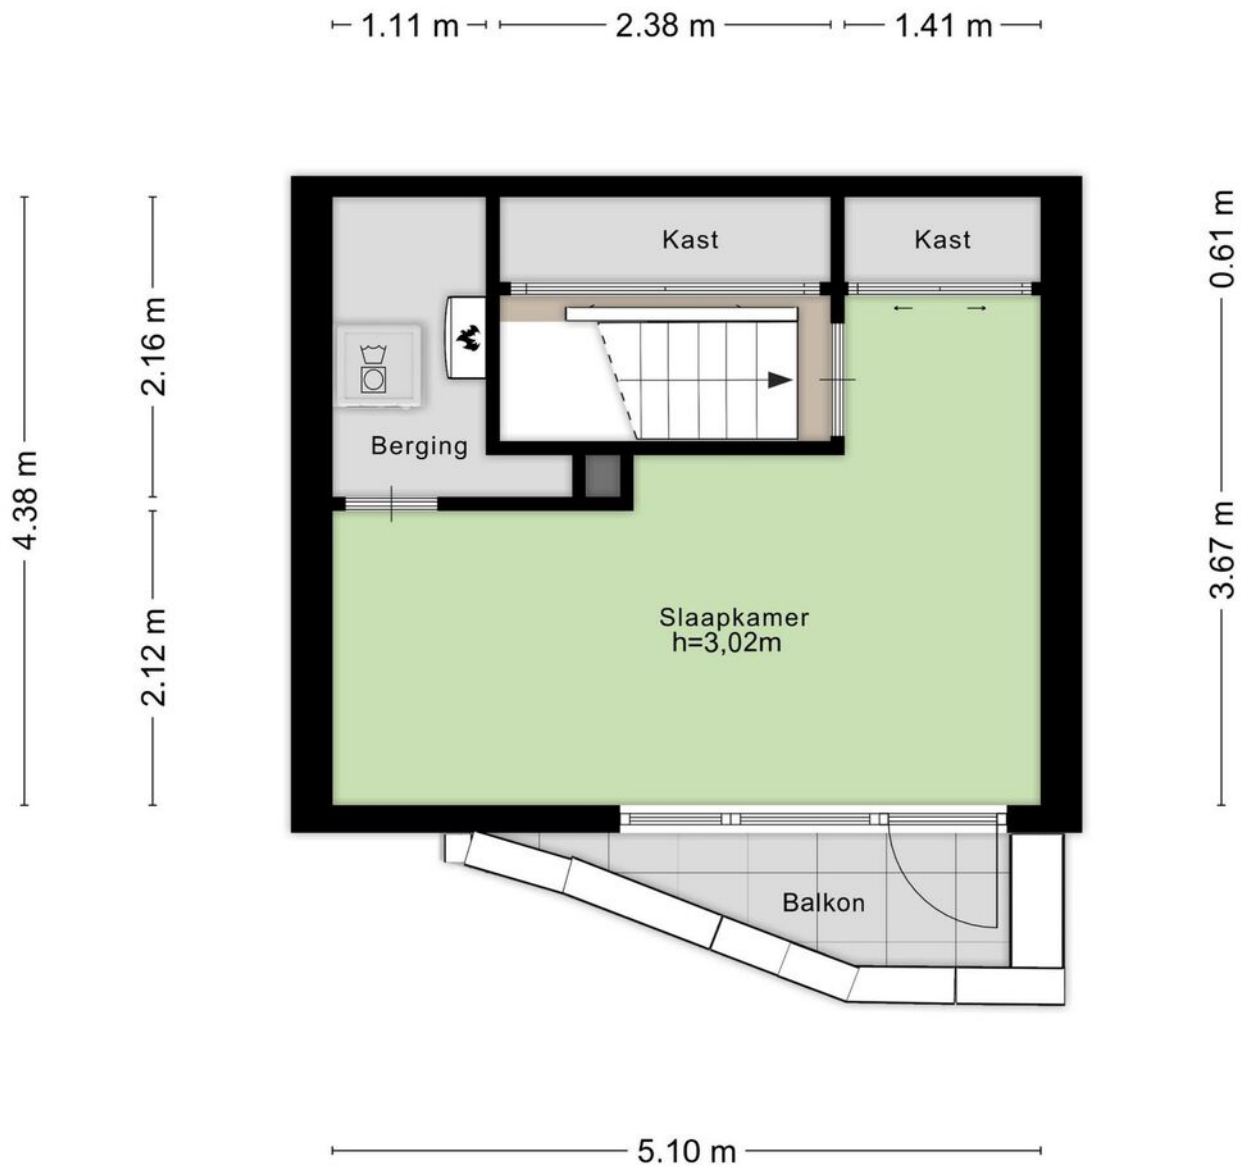 1.11 m
2.38 m
1.41 m
0.61 m
2.16 m
4.38 m
3.67 m
2.12 m
Kast
Kast
Berging
Slaapkamer
h=3,02m
Balkon
5.10 m